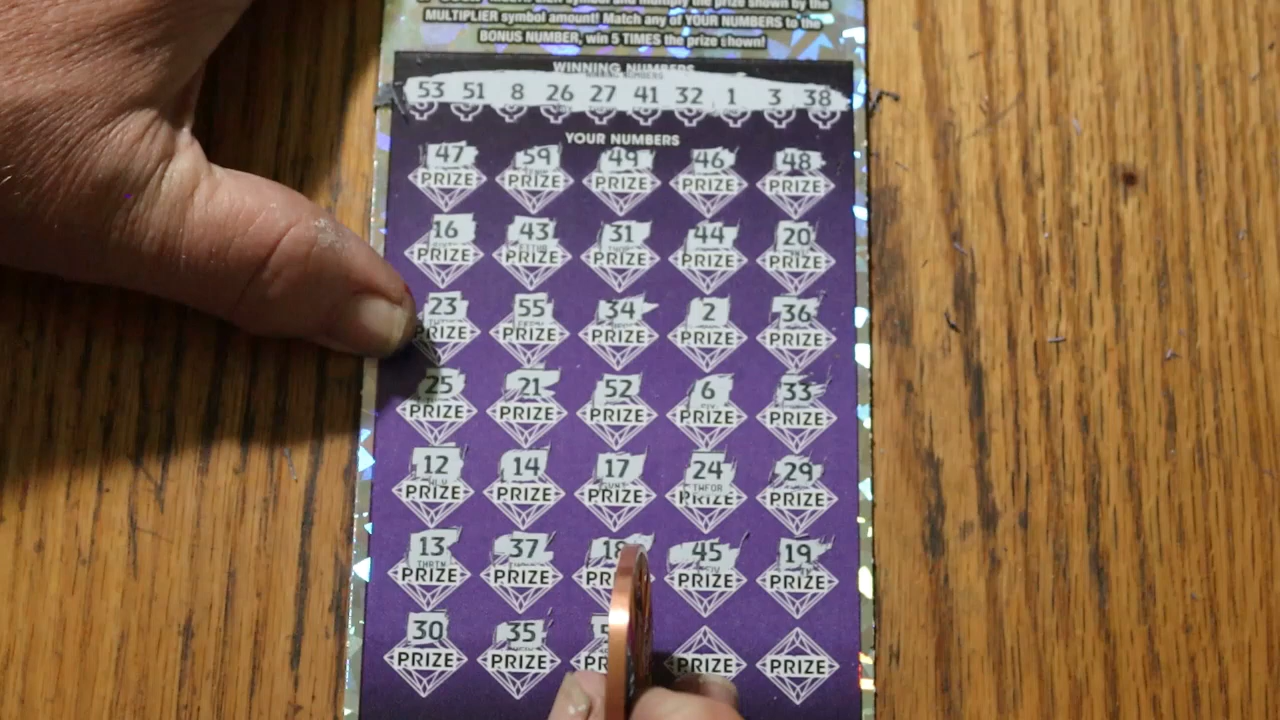 MULTIPLIER symbol amount! Match any of YOUR NUMBERS to the
BONUS NUMBER, win 5 TIMES the prize shown!
WINNING NUMBERS
53 51 8 26 27 41 32 1 3 38
YOUR NUMBERS
47 59 49 46 48
PRIZE PRIZE PRIZE PRIZE PRIZE
16 43 31 44 20
PRIZE PRIZE PRIZE PRIZE PRIZE
23 55 34 2 36
PRIZE PRIZE PRIZE PRIZE PRIZE
25 21 52 6 33
PRIZE PRIZE PRIZE PRIZE PRIZE
12 14 17 24 29
TWFOR
PRIZE PRIZE PRIZE PRIZE PRIZE
13 37 18 45 19
THRTN
PRIZE PRIZE PRIZE PRIZE
30 35
PRIZE PRIZE PRIZE PRIZE